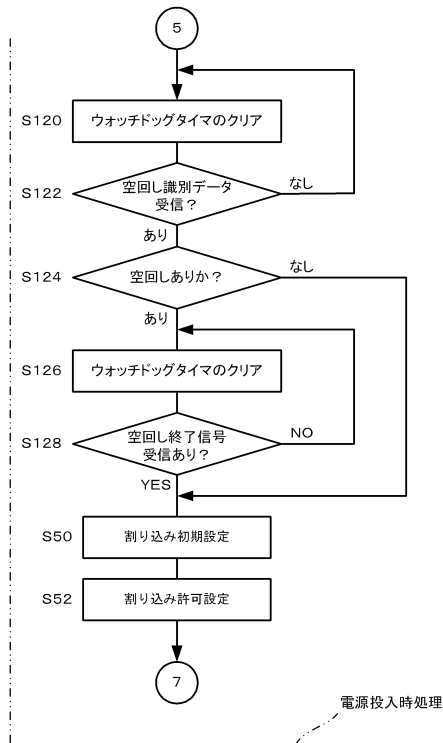 5
S120
ウォッチドッグタイマのクリア
S122
空回し識別データ
受信？
なし
あり
S124
空回しありか？
なし
あり
S126
ウォッチドッグタイマのクリア
S128
空回し終了信号
受信あり？
NO
YES
S50
割り込み初期設定
S52
割り込み許可設定
7
電源投入時処理